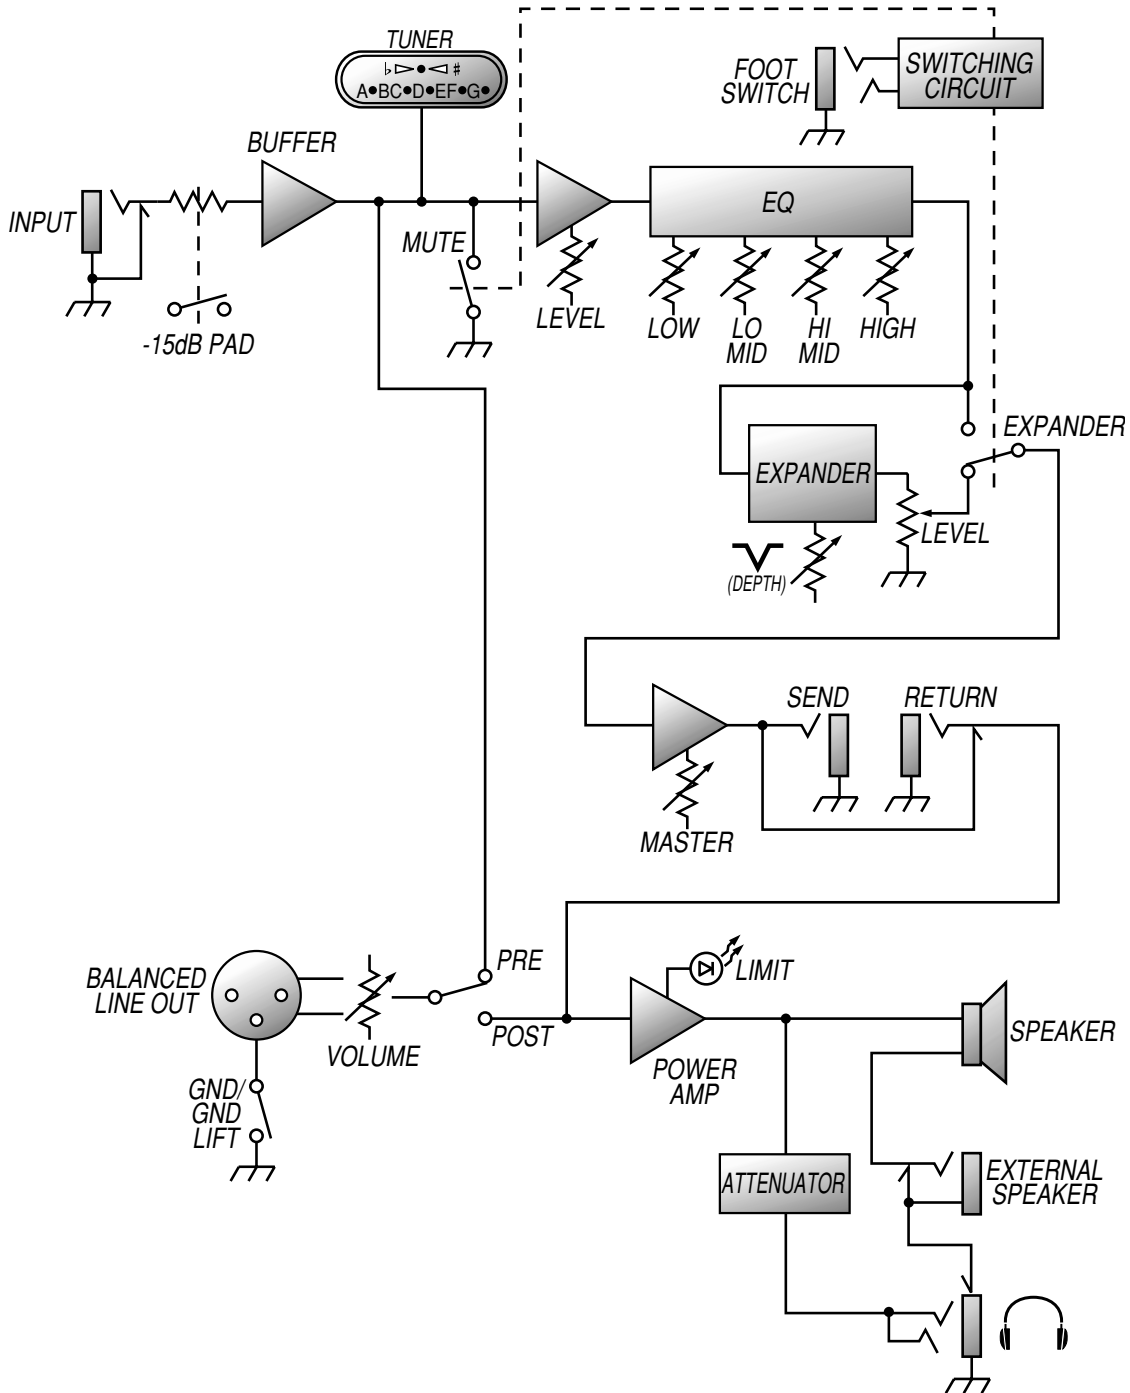 TUNER
♭ ▷•◁ ♯
A•BC•D•EF•G•
FOOT
SWITCH
SWITCHING
CIRCUIT
BUFFER
INPUT
-15dB PAD
MUTE
LEVEL
EQ
LOW
LO
MID
HI
MID
HIGH
EXPANDER
EXPANDER
LEVEL
(DEPTH)
SEND
RETURN
MASTER
BALANCED
LINE OUT
VOLUME
PRE
POST
LIMIT
POWER
AMP
SPEAKER
GND/
GND
LIFT
ATTENUATOR
EXTERNAL
SPEAKER